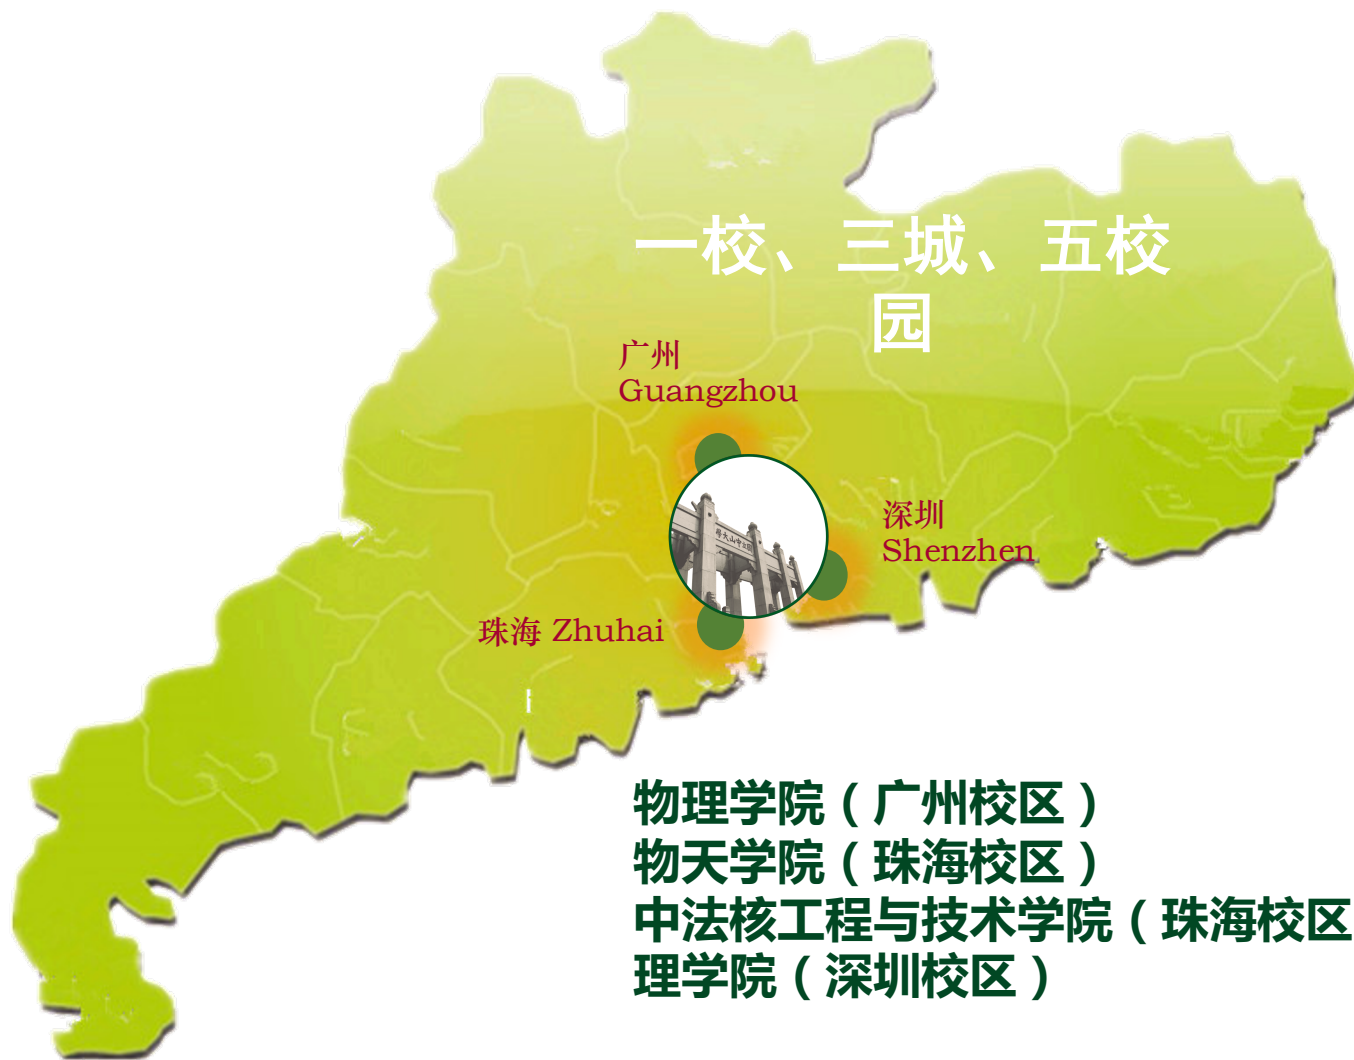 一校、三城、五校
园
广州
Guangzhou
深圳
Shenzhen
珠海 Zhuhai
物理学院（广州校区）
物天学院（珠海校区）
中法核工程与技术学院（珠海校区
理学院（深圳校区）